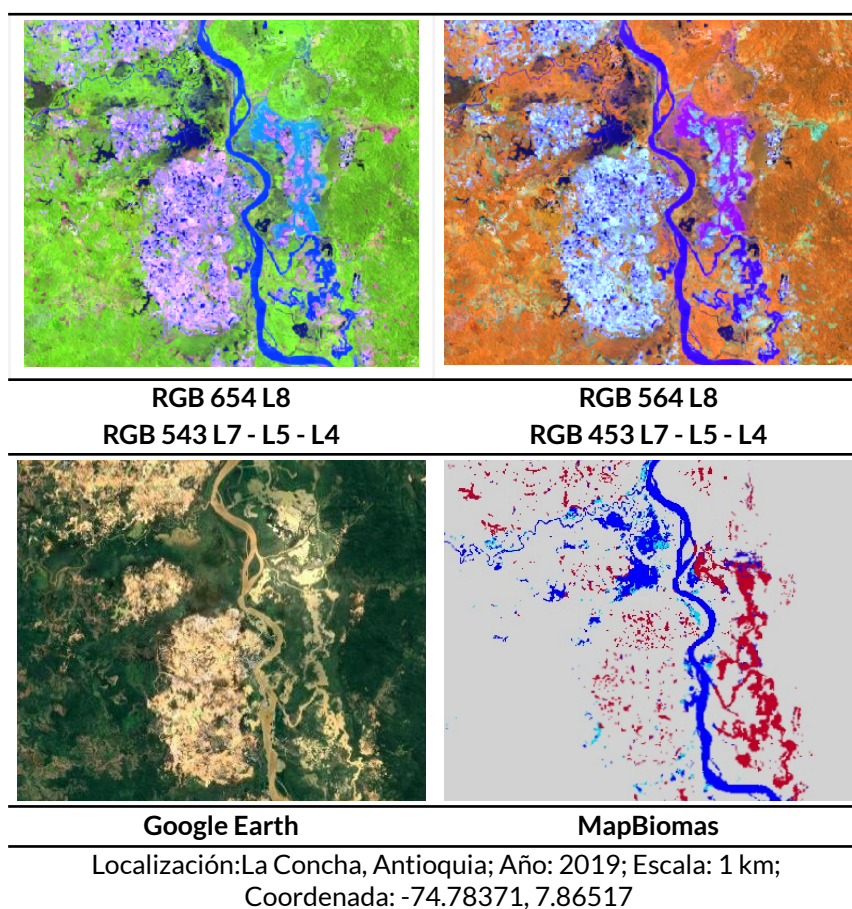 RGB 654 L8
RGB 543 L7 - L5 - L4
RGB 564 L8
RGB 453 L7 - L5 - L4
Google Earth
MapBiomas
Localización:La Concha, Antioquia; Año: 2019; Escala: 1 km;
Coordenada: -74.78371, 7.86517